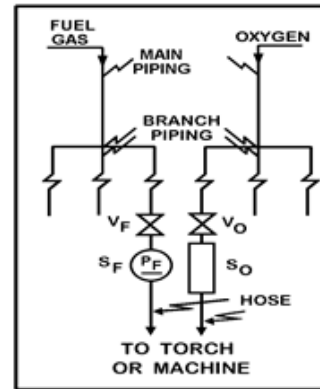 FUEL
GAS
OXYGEN
MAIN
PIPING
BRANCH
PIPING
VF
VO
SF
PF
SO
HOSE
TO TORCH
OR MACHINE